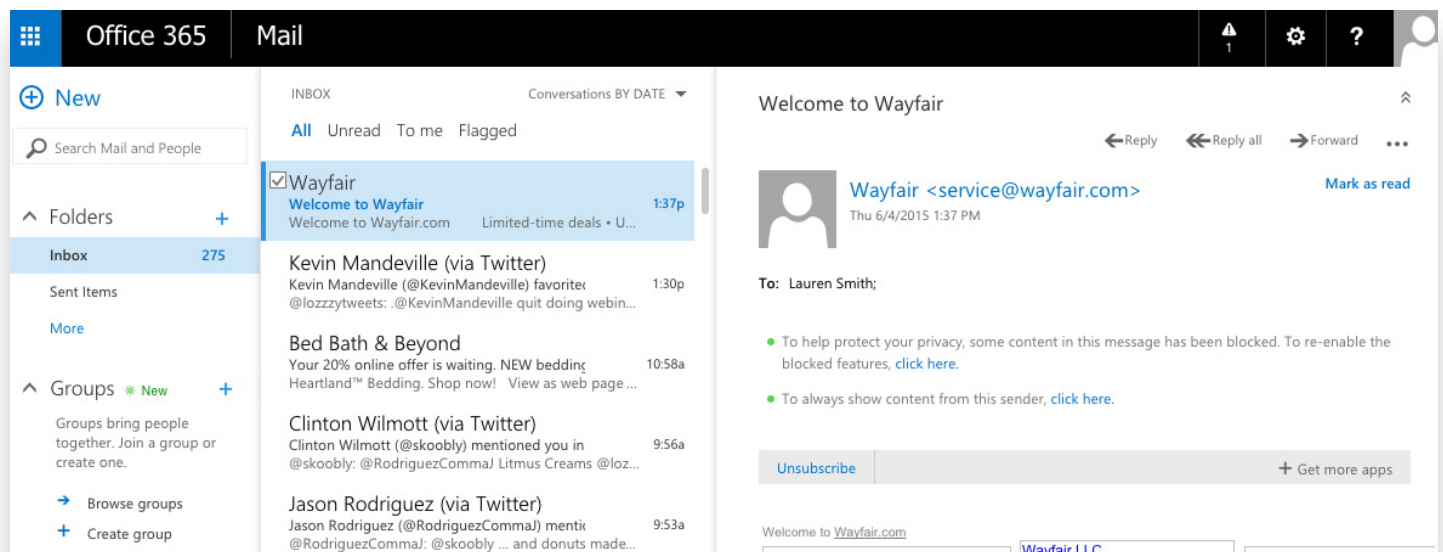 Office 365 Mail
1
?
New
Search Mail and People
Folders +
Inbox 275
Sent Items
More
Groups New +
Groups bring people
together. Join a group or
create one.
Browse groups
+ Create group
INBOX Conversations BY DATE
All Unread To me Flagged
Wayfair
Welcome to Wayfair 1:37p
Welcome to Wayfair.com Limited-time deals • U...
Kevin Mandeville (via Twitter)
Kevin Mandeville (@KevinMandeville) favorited 1:30p
@lozzzytweets: .@KevinMandeville quit doing webin...
Bed Bath & Beyond
Your 20% online offer is waiting. NEW bedding 10:58a
Heartland™ Bedding. Shop now! View as web page ...
Clinton Wilmott (via Twitter)
Clinton Wilmott (@skoobly) mentioned you in 9:56a
@skoobly: @RodriguezCommaJ Litmus Creams @loz...
Jason Rodriguez (via Twitter)
Jason Rodriguez (@RodriguezCommaJ) mentic 9:53a
@RodriguezCommaJ: @skoobly ... and donuts made...
Welcome to Wayfair
Reply Reply all Forward ...
Wayfair <service@wayfair.com> Mark as read
Thu 6/4/2015 1:37 PM
To: Lauren Smith;
• To help protect your privacy, some content in this message has been blocked. To re-enable the
blocked features, click here.
• To always show content from this sender, click here.
Unsubscribe + Get more apps
Welcome to Wayfair.com
Wayfair LLC